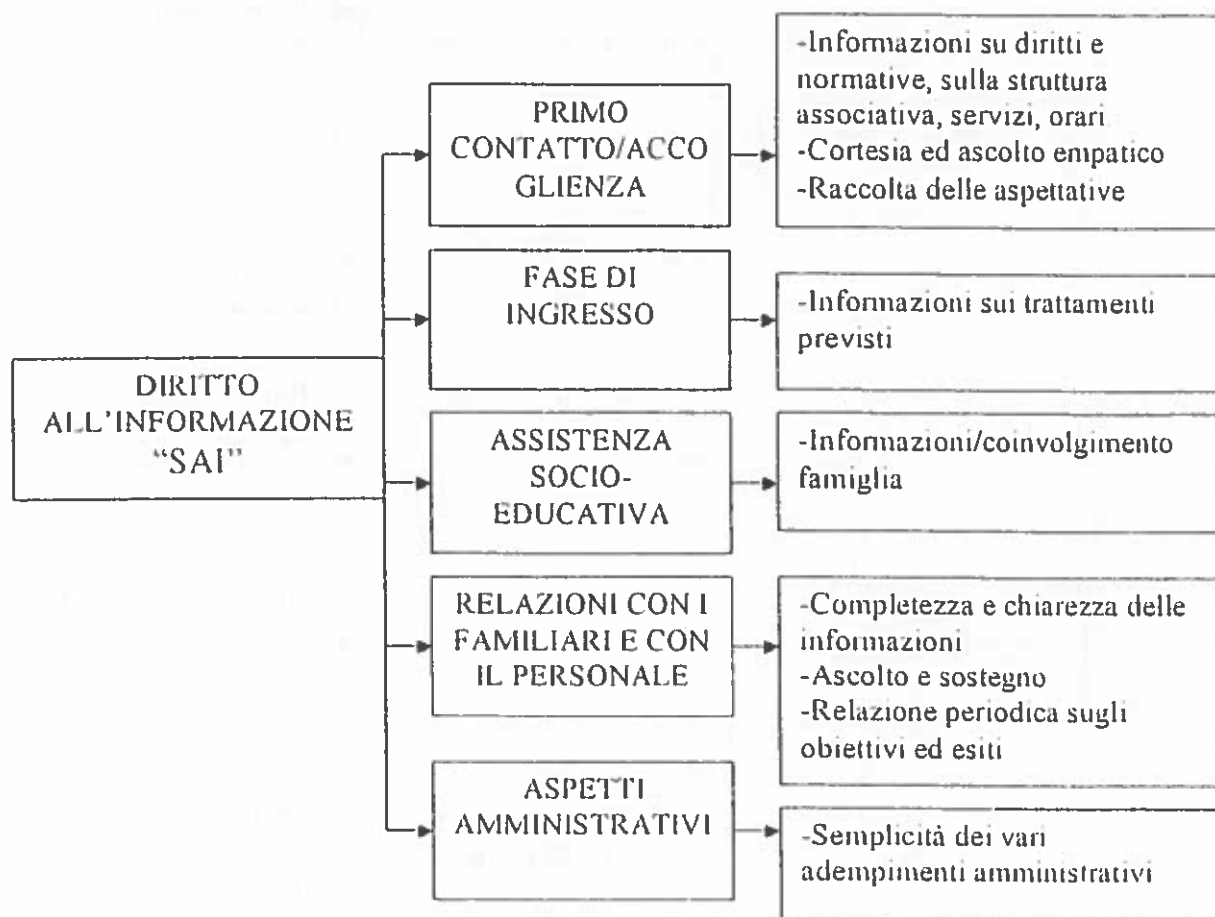 DIRITTO
ALL'INFORMAZIONE
"SAI"
PRIMO
CONTATTO/ACCO
GLIENZA
-Informazioni su diritti e
normative, sulla struttura
associativa, servizi, orari
-Cortesia ed ascolto empatico
-Raccolta delle aspettative
FASE DI
INGRESSO
-Informazioni sui trattamenti
previsti
ASSISTENZA
SOCIO-
EDUCATIVA
-Informazioni/coinvolgimento
famiglia
RELAZIONI CON I
FAMILIARI E CON
IL PERSONALE
-Completezza e chiarezza delle
informazioni
-Ascolto e sostegno
-Relazione periodica sugli
obiettivi ed esiti
ASPETTI
AMMINISTRATIVI
-Semplicità dei vari
adempimenti amministrativi